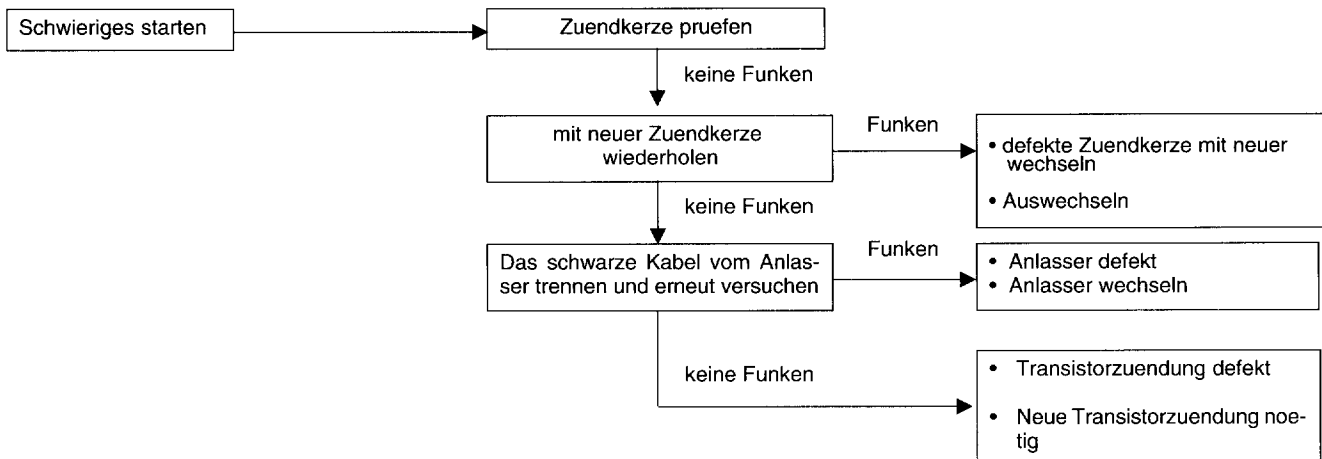 Schwieriges starten
Zuendkerze pruefen
keine Funken
mit neuer Zuendkerze
wiederholen
Funken
• defekte Zuendkerze mit neuer
wechseln
• Auswechseln
keine Funken
Das schwarze Kabel vom Anlas-
ser trennen und erneut versuchen
Funken
• Anlasser defekt
• Anlasser wechseln
keine Funken
• Transistorzuendung defekt
• Neue Transistorzuendung noe-
tig